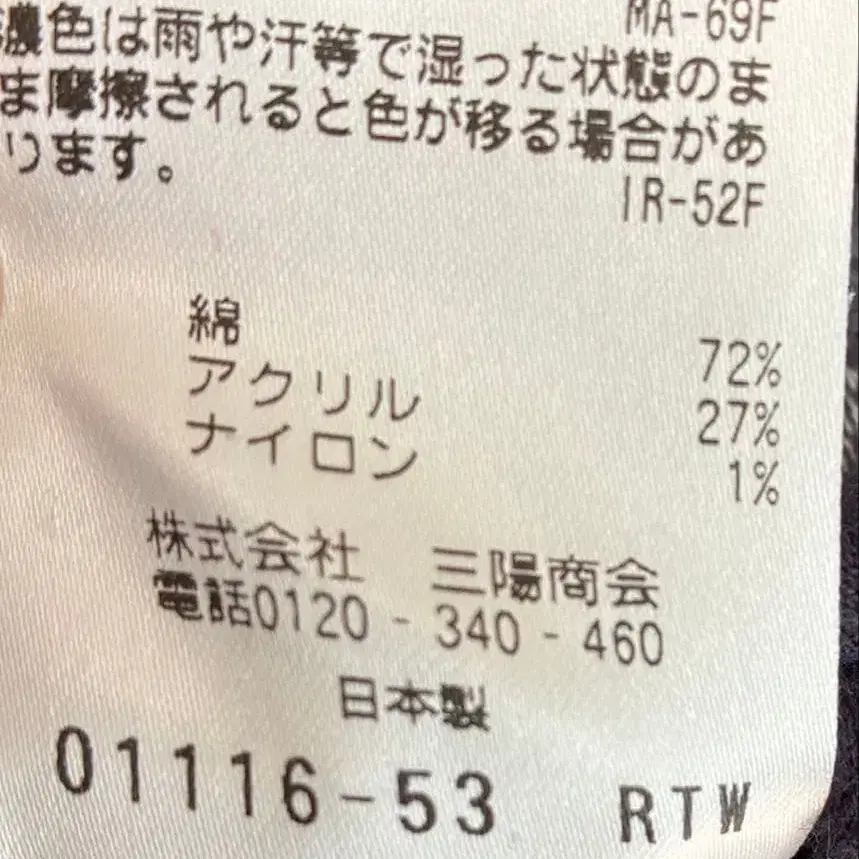 MA-69F
濃色は雨や汗等で湿った状態のま
ま摩擦されると色が移る場合があ
ります。
IR-52F
綿 72%
アクリル 27%
ナイロン 1%
株式会社 三陽商会
電話0120-340-460
日本製
01116-53 RTW